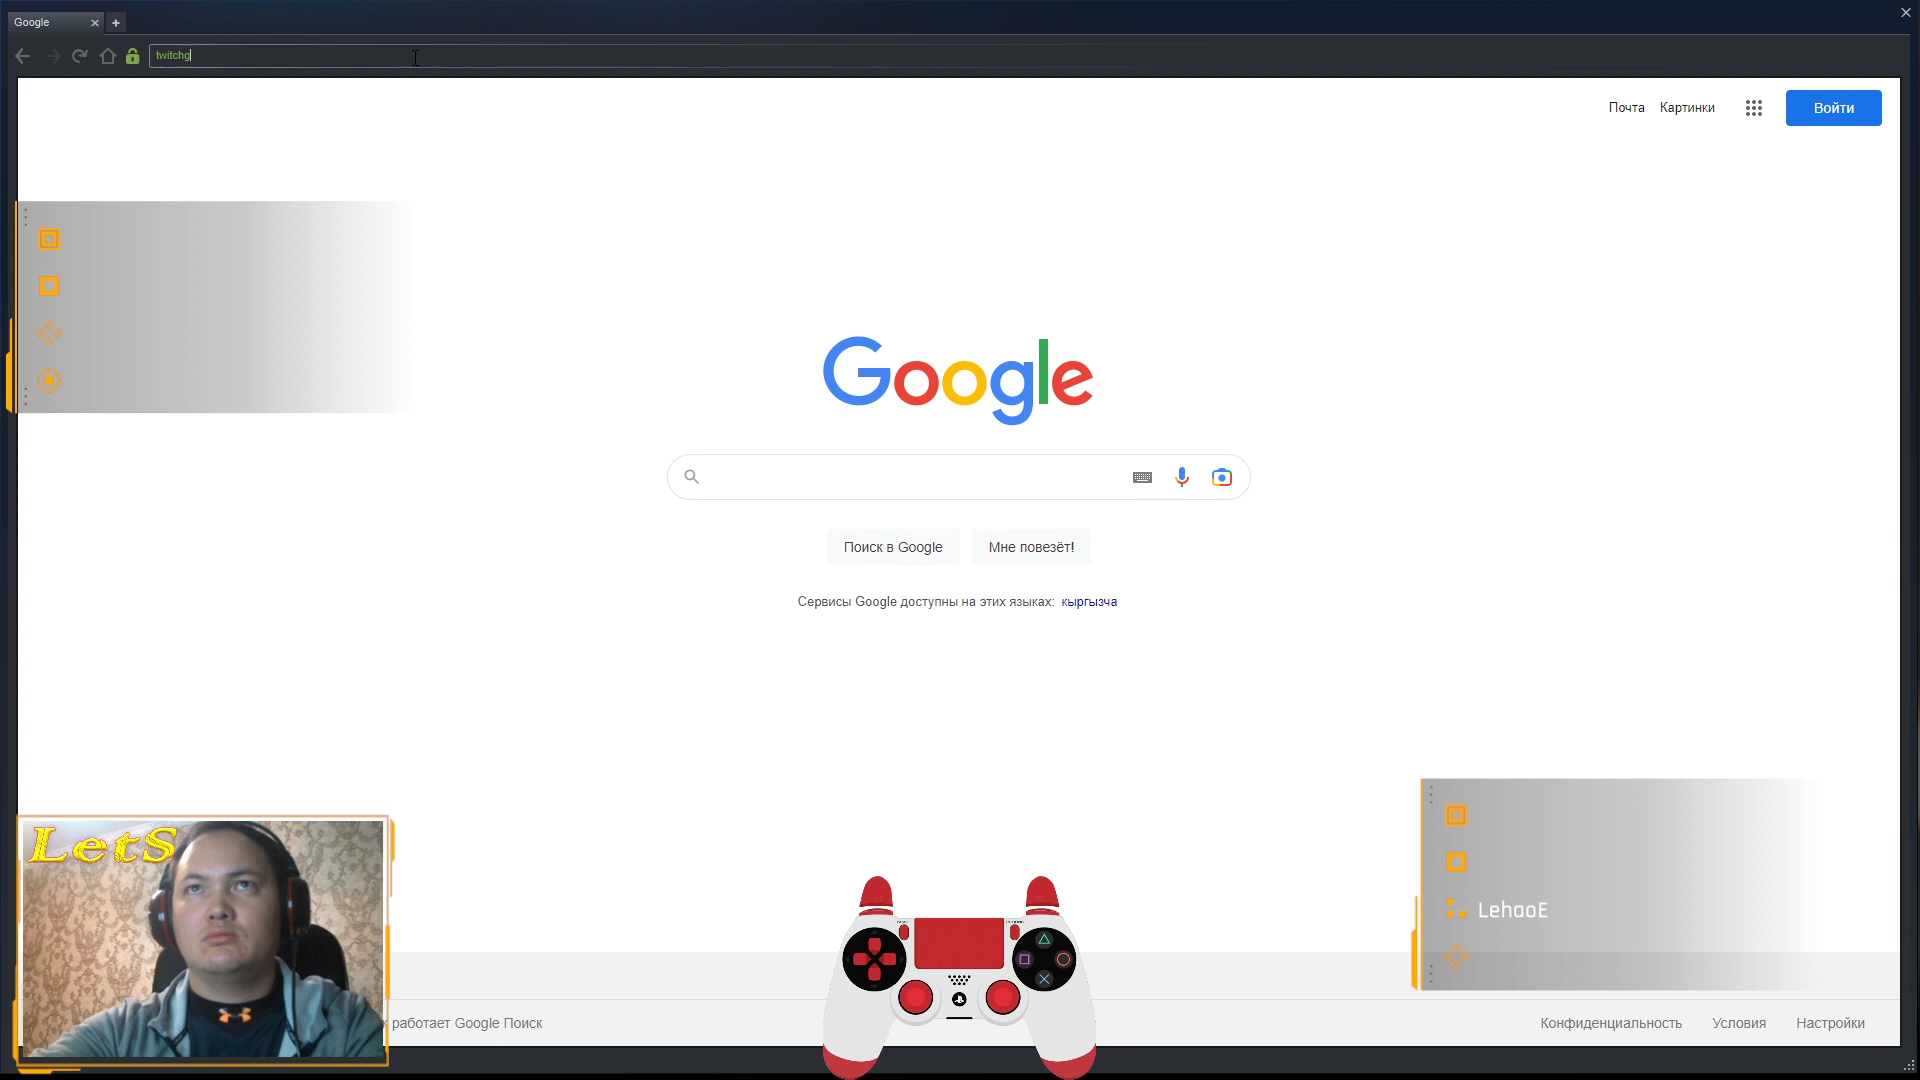 Google
twitchg
Почта Картинки Войти
Google
Поиск в Google Мне повезёт!
Сервисы Google доступны на этих языках: кыргызча
LetS
LehaoE
к работает Google Поиск
Конфиденциальность Условия Настройки